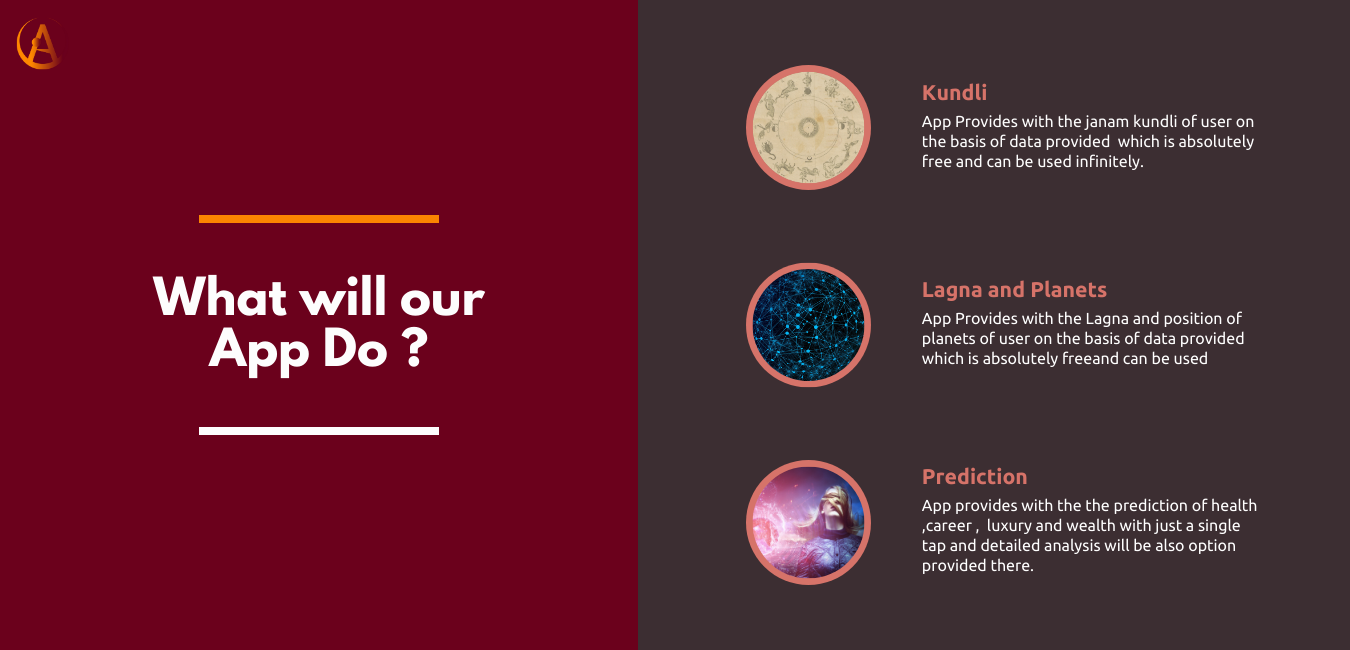 A
What will our
App Do ?
Kundli
App Provides with the janam kundli of user on
the basis of data provided  which is absolutely
free and can be used infinitely.
Lagna and Planets
App Provides with the Lagna and position of
planets of user on the basis of data provided
which is absolutely freeand can be used
Prediction
App provides with the the prediction of health
,career ,  luxury and wealth with just a single
tap and detailed analysis will be also option
provided there.